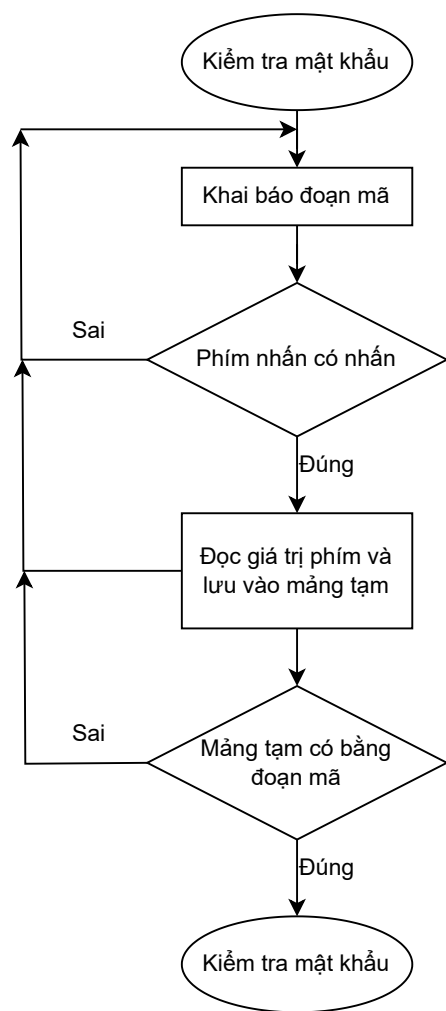 Kiểm tra mật khẩu
Khai báo đoạn mã
Sai
Phím nhấn có nhấn
Đúng
Đọc giá trị phím và
lưu vào mảng tạm
Sai
Mảng tạm có bằng
đoạn mã
Đúng
Kiểm tra mật khẩu